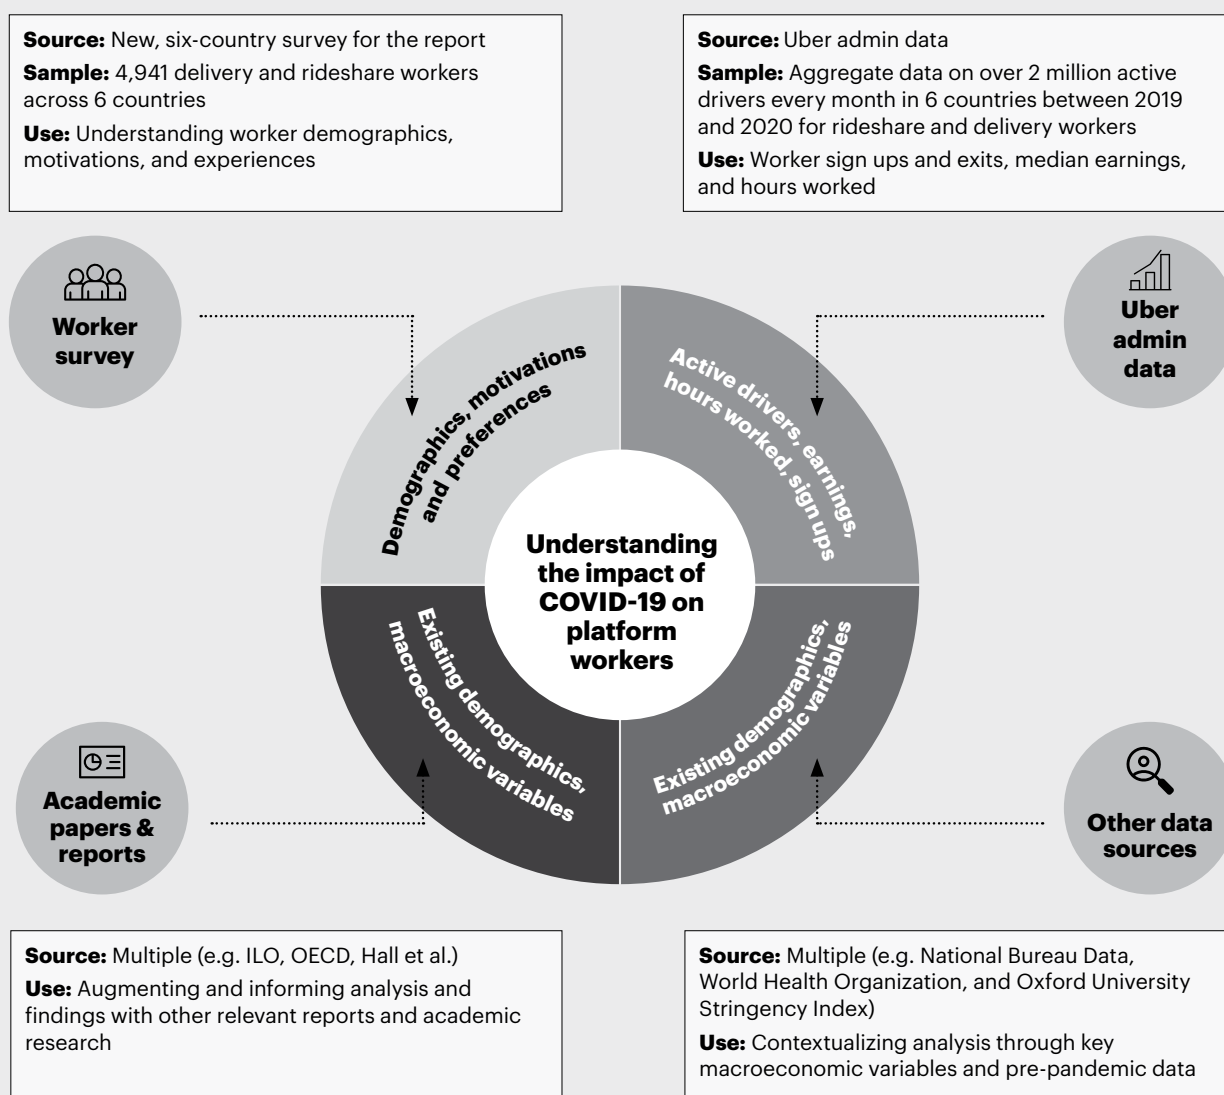 Source: New, six-country survey for the report
Sample: 4,941 delivery and rideshare workers
across 6 countries
Use: Understanding worker demographics,
motivations, and experiences
Source: Uber admin data
Sample: Aggregate data on over 2 million active
drivers every month in 6 countries between 2019
and 2020 for rideshare and delivery workers
Use: Worker sign ups and exits, median earnings,
and hours worked
Worker
survey
Uber
admin
data
Demographics, motivations
and preferences
Active drivers, earnings,
hours worked, sign ups
Understanding
the impact of
COVID-19 on
platform
workers
Existing demographics,
macroeconomic variables
Existing demographics,
macroeconomic variables
Academic
papers &
reports
Other data
sources
Source: Multiple (e.g. ILO, OECD, Hall et al.)
Use: Augmenting and informing analysis and
findings with other relevant reports and academic
research
Source: Multiple (e.g. National Bureau Data,
World Health Organization, and Oxford University
Stringency Index)
Use: Contextualizing analysis through key
macroeconomic variables and pre-pandemic data